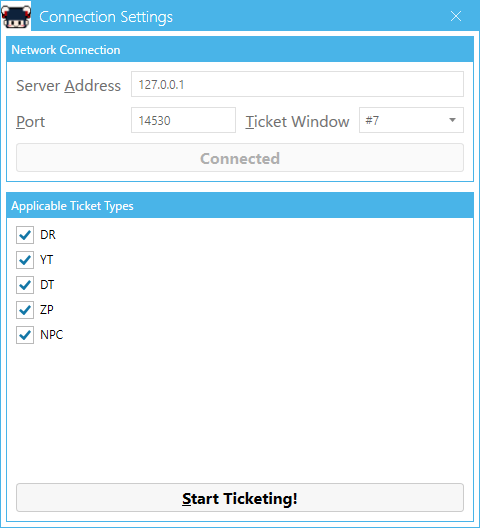 Connection Settings
Network Connection
Server Address 127.0.0.1
Port 14530 Ticket Window #7
Connected
Applicable Ticket Types
DR
YT
DT
ZP
NPC
Start Ticketing!